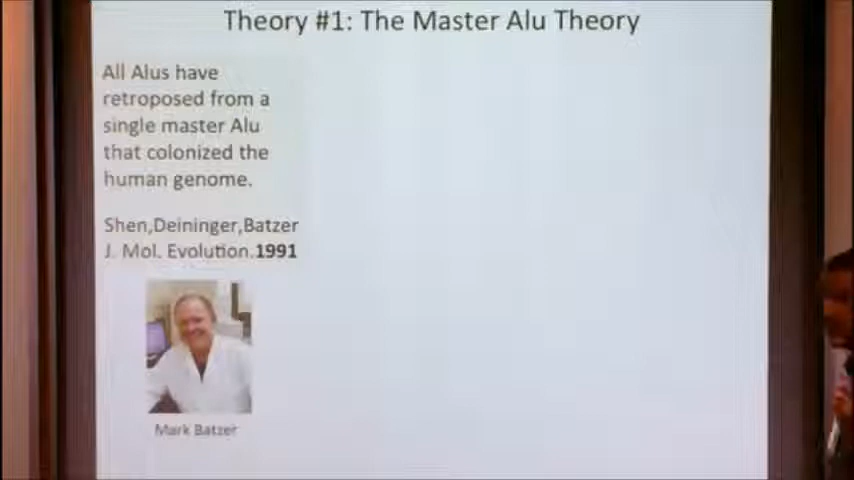 Theory #1: The Master Alu Theory
All Alus have
retroposed from a
single master Alu
that colonized the
human genome.
Shen,Deininger,Batzer
J. Mol. Evolution.1991
Mark Batzer